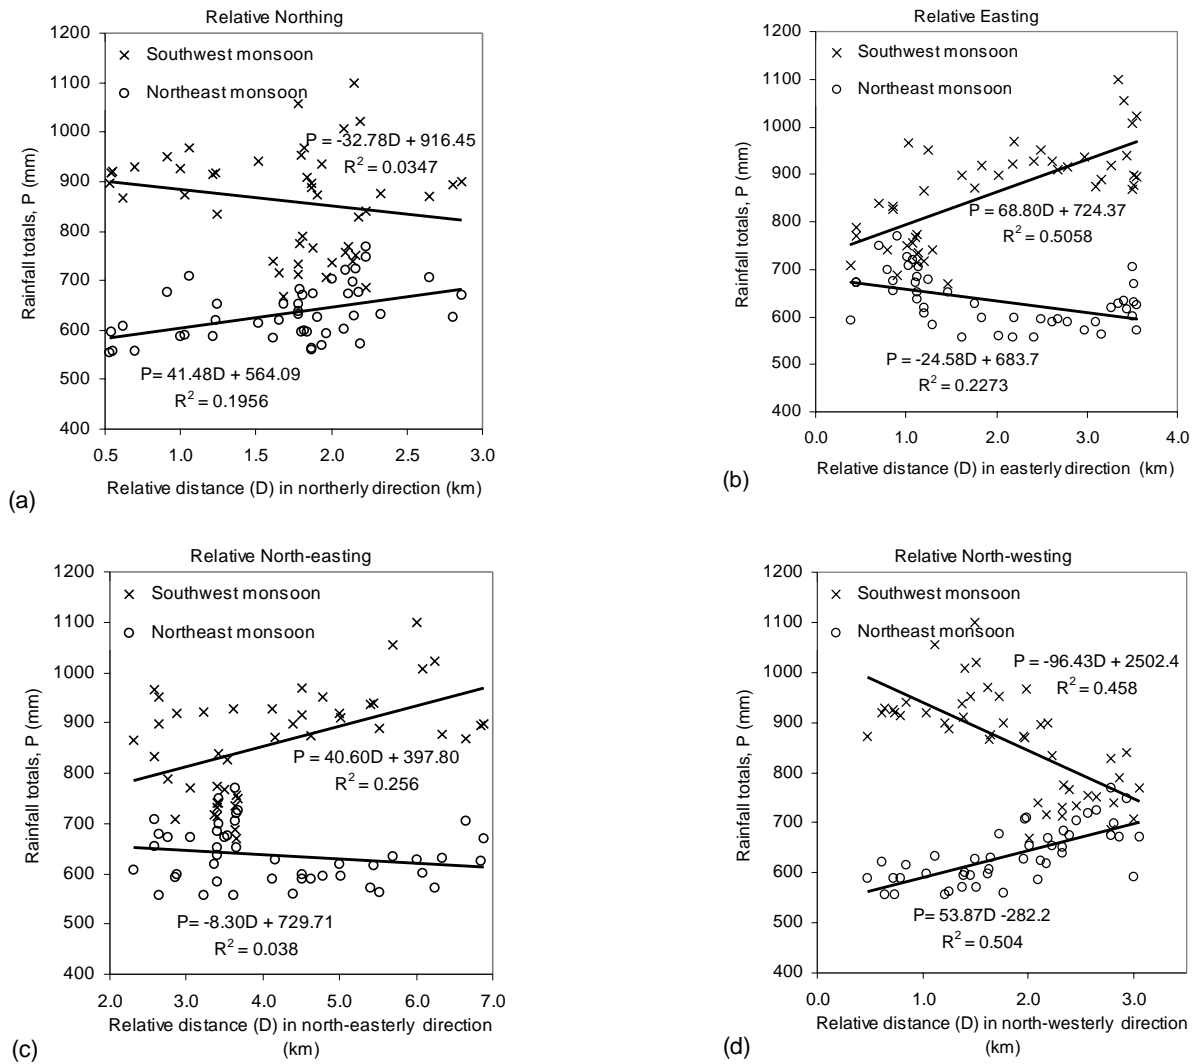 Relative Northing
1200
1100
1000
900
800
700
600
500
400
Rainfall totals, P (mm)
Southwest monsoon
Northeast monsoon
P = -32.78D + 916.45
R² = 0.0347
P= 41.48D + 564.09
R² = 0.1956
0.5 1.0 1.5 2.0 2.5 3.0
Relative distance (D) in northerly direction (km)
(a)
Relative Easting
1200
1100
1000
900
800
700
600
500
400
Rainfall totals, P (mm)
Southwest monsoon
Northeast monsoon
P = 68.80D + 724.37
R² = 0.5058
P = -24.58D + 683.7
R² = 0.2273
0.0 1.0 2.0 3.0 4.0
Relative distance (D) in easterly direction (km)
(b)
Relative North-easting
1200
1100
1000
900
800
700
600
500
400
Rainfall totals, P (mm)
Southwest monsoon
Northeast monsoon
P = 40.60D + 397.80
R² = 0.256
P= -8.30D + 729.71
R² = 0.038
2.0 3.0 4.0 5.0 6.0 7.0
Relative distance (D) in north-easterly direction
(km)
(c)
Relative North-westing
1200
1100
1000
900
800
700
600
500
400
Rainfall totals, P (mm)
Southwest monsoon
Northeast monsoon
P = -96.43D + 2502.4
R² = 0.458
P = 53.87D -282.2
R² = 0.504
0.0 1.0 2.0 3.0
Relative distance (D) in north-westerly direction
(km)
(d)